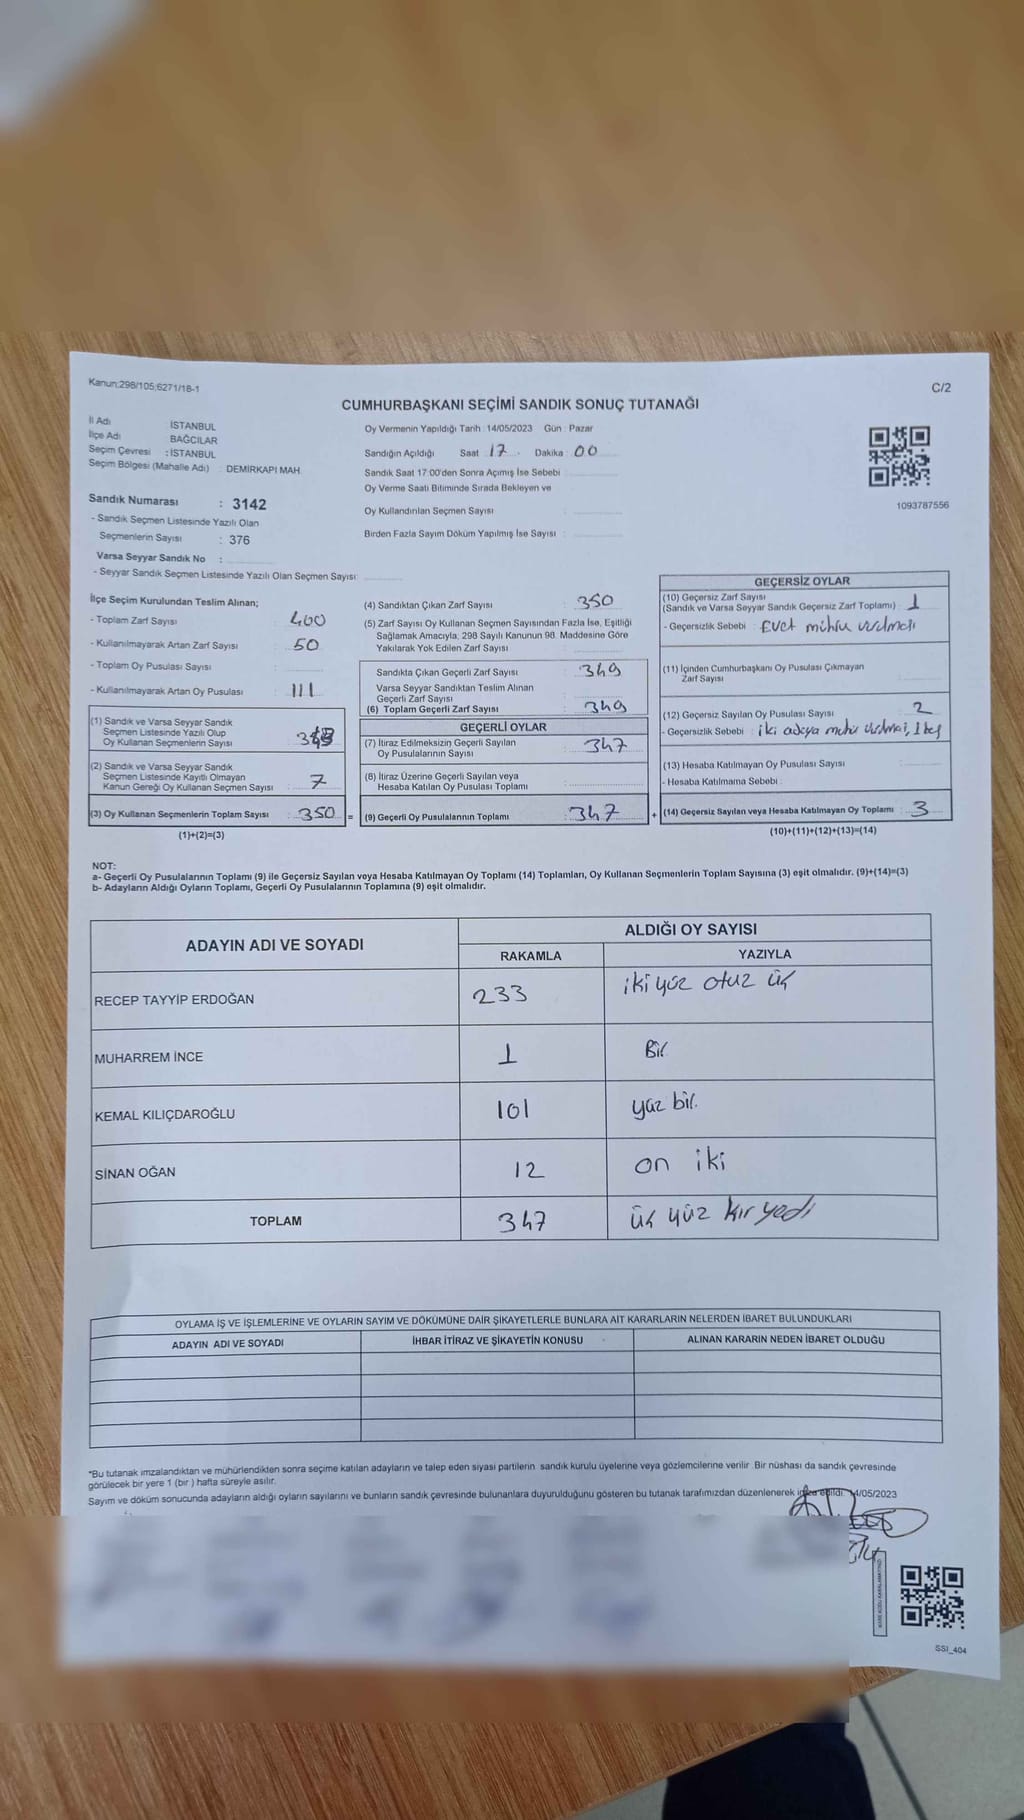 Kanun;298/105;6271/18-1
C/2
CUMHURBAŞKANI SEÇİMİ SANDIK SONUÇ TUTANAĞI
İl Adı İSTANBUL
İlçe Adı BAĞCILAR
Seçim Çevresi : İSTANBUL
Seçim Bölgesi (Mahalle Adı) : DEMİRKAPI MAH.
Sandık Numarası : 3142
- Sandık Seçmen Listesinde Yazılı Olan
Seçmenlerin Sayısı : 376
Varsa Seyyar Sandık No :
- Seyyar Sandık Seçmen Listesinde Yazılı Olan Seçmen Sayısı:
Oy Vermenin Yapıldığı Tarih : 14/05/2023 Gün : Pazar
Sandığın Açıldığı Saat : 17 Dakika : 00
Sandık Saat 17:00'den Sonra Açımış İse Sebebi :
Oy Verme Saati Bitiminde Sırada Bekleyen ve
Oy Kullandırılan Seçmen Sayısı :
Birden Fazla Sayım Döküm Yapılmış İse Sayısı :
1093787556
İlçe Seçim Kurulundan Teslim Alınan;
- Toplam Zarf Sayısı : 400
- Kullanılmayarak Artan Zarf Sayısı : 50
- Toplam Oy Pusulası Sayısı :
- Kullanılmayarak Artan Oy Pusulası : 111
(1) Sandık ve Varsa Seyyar Sandık
Seçmen Listesinde Yazılı Olup
Oy Kullanan Seçmenlerin Sayısı :
(2) Sandık ve Varsa Seyyar Sandık
Seçmen Listesinde Kayıtlı Olmayan
Kanun Gereği Oy Kullanan Seçmen Sayısı : 7
(3) Oy Kullanan Seçmenlerin Toplam Sayısı : 350 =
(1)+(2)=(3)
(4) Sandıktan Çıkan Zarf Sayısı : 350
(5) Zarf Sayısı Oy Kullanan Seçmen Sayısından Fazla İse, Eşitliği
Sağlamak Amacıyla, 298 Sayılı Kanunun 98. Maddesine Göre
Yakılarak Yok Edilen Zarf Sayısı :
Sandıkta Çıkan Geçerli Zarf Sayısı : 349
Varsa Seyyar Sandıktan Teslim Alınan
Geçerli Zarf Sayısı :
(6) Toplam Geçerli Zarf Sayısı : 349
GEÇERLİ OYLAR
(7) İtiraz Edilmeksizin Geçerli Sayılan
Oy Pusulalarının Sayısı : 347
(8) İtiraz Üzerine Geçerli Sayılan veya
Hesaba Katılan Oy Pusulası Toplamı :
(9) Geçerli Oy Pusulalarının Toplamı : 347 +
GEÇERSİZ OYLAR
(10) Geçersiz Zarf Sayısı
(Sandık ve Varsa Seyyar Sandık Geçersiz Zarf Toplamı) : 1
- Geçersizlik Sebebi : Evet mührü vurulmadı
(11) İçinden Cumhurbaşkanı Oy Pusulası Çıkmayan
Zarf Sayısı :
(12) Geçersiz Sayılan Oy Pusulası Sayısı : 2
- Geçersizlik Sebebi : iki adaya mühür
(13) Hesaba Katılmayan Oy Pusulası Sayısı :
- Hesaba Katılmama Sebebi :
(14) Geçersiz Sayılan veya Hesaba Katılmayan Oy Toplamı : 3
(10)+(11)+(12)+(13)=(14)
NOT:
a- Geçerli Oy Pusulalarının Toplamı (9) ile Geçersiz Sayılan veya Hesaba Katılmayan Oy Toplamı (14) Toplamları, Oy Kullanan Seçmenlerin Toplam Sayısına (3) eşit olmalıdır. (9)+(14)=(3)
b- Adayların Aldığı Oyların Toplamı, Geçerli Oy Pusulalarının Toplamına (9) eşit olmalıdır.
ADAYIN ADI VE SOYADI ALDIĞI OY SAYISI
RAKAMLA YAZIYLA
RECEP TAYYİP ERDOĞAN 233 iki yüz otuz üç
MUHARREM İNCE 1 Bir
KEMAL KILIÇDAROĞLU 101 yüz bir.
SİNAN OĞAN 12 on iki
TOPLAM 347 üç yüz kır yedi
OYLAMA İŞ VE İŞLEMLERİNE VE OYLARIN SAYIM VE DÖKÜMÜNE DAİR ŞİKAYETLERLE BUNLARA AİT KARARLARIN NELERDEN İBARET BULUNDUKLARI
ADAYIN ADI VE SOYADI İHBAR İTİRAZ VE ŞİKAYETİN KONUSU ALINAN KARARIN NEDEN İBARET OLDUĞU
*Bu tutanak imzalandıktan ve mühürlendikten sonra seçime katılan adayların ve talep eden siyasi partilerin sandık kurulu üyelerine veya gözlemcilerine verilir. Bir nüshası da sandık çevresinde
görülecek bir yere 1 (bir ) hafta süreyle asılır.
Sayım ve döküm sonucunda adayların aldığı oyların sayılarını ve bunların sandık çevresinde bulunanlara duyurulduğunu gösteren bu tutanak tarafımızdan düzenlenerek imza edildi. 14/05/2023
SSI_404